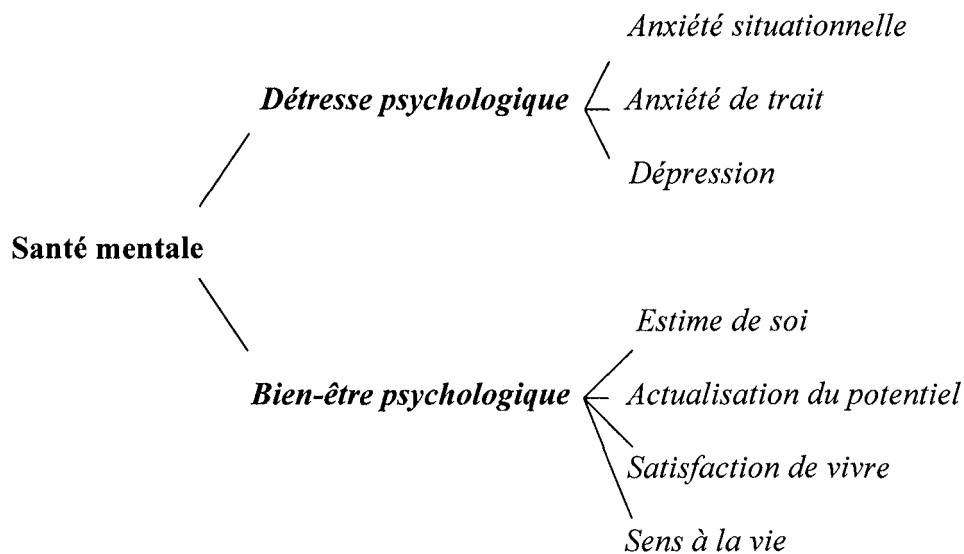 Anxiété situationnelle
Détresse psychologique
Anxiété de trait
Dépression
Santé mentale
Estime de soi
Bien-être psychologique
Actualisation du potentiel
Satisfaction de vivre
Sens à la vie